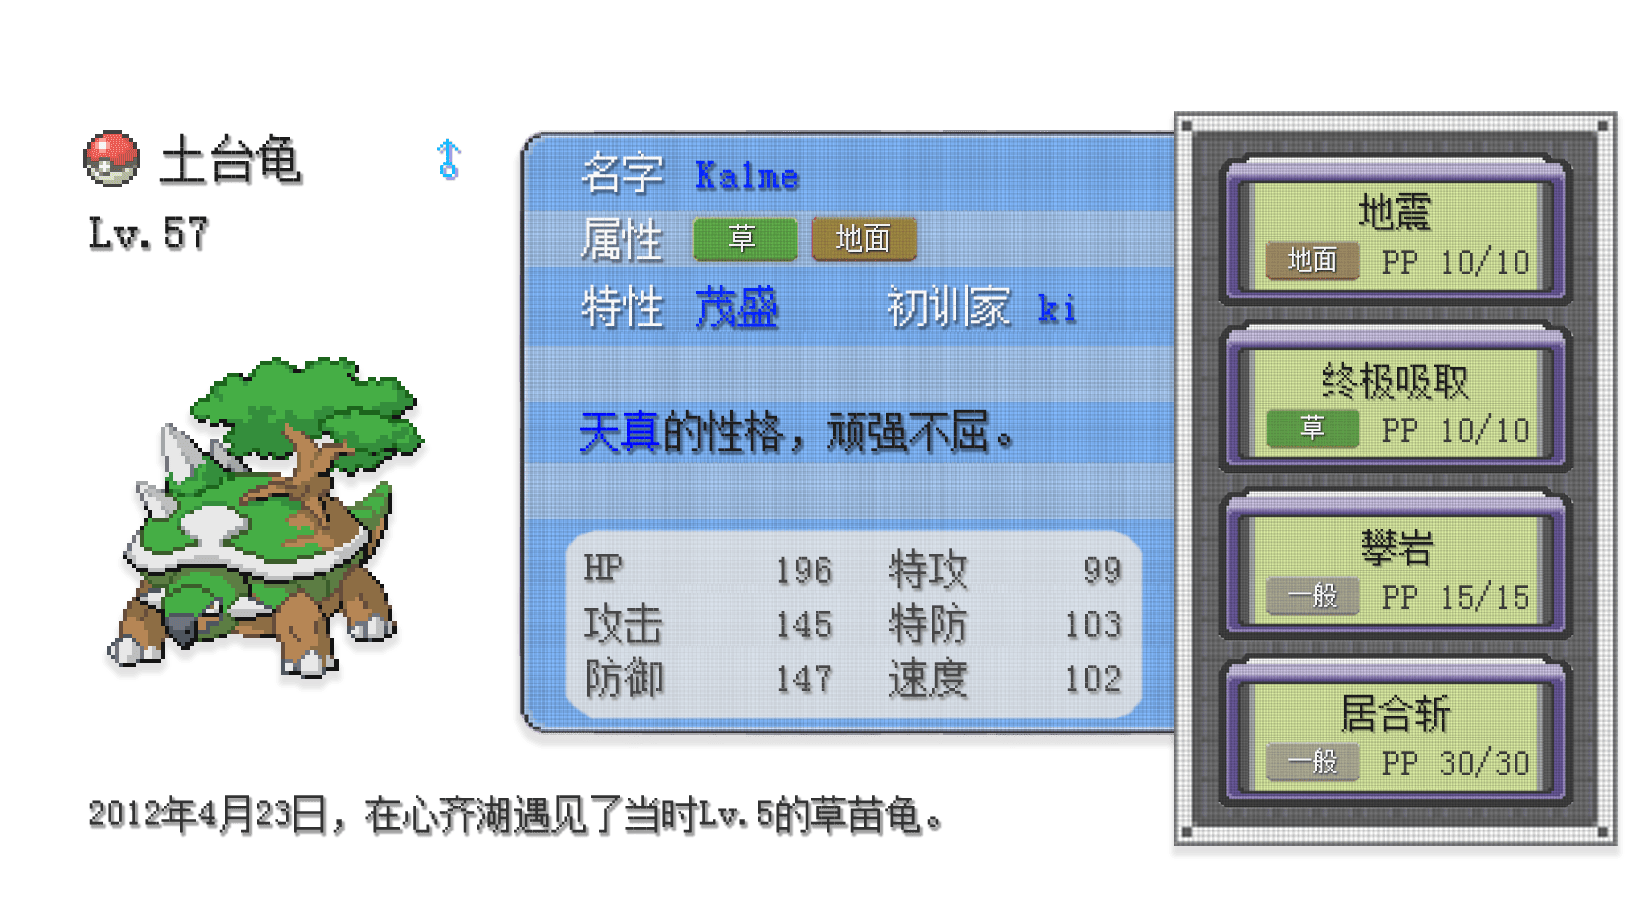 土台龟
Lv.57
名字 Kalme
属性 草 地面
特性 茂盛 初训家 ki
天真的性格，顽强不屈。
HP 196 特攻 99
攻击 145 特防 103
防御 147 速度 102
地震
地面 PP 10/10
终极吸取
草 PP 10/10
攀岩
一般 PP 15/15
居合斩
一般 PP 30/30
2012年4月23日，在心齐湖遇见了当时Lv.5的草苗龟。